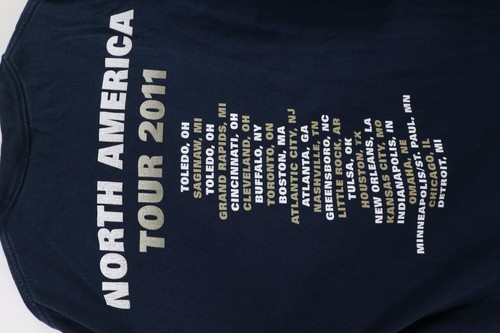 NORTH AMERICA
TOUR 2011
TOLEDO, OH
SAGINAW, MI
TOLEDO, OH
GRAND RAPIDS, MI
CINCINNATI, OH
CLEVELAND, OH
BUFFALO, NY
TORONTO, ON
BOSTON, MA
ATLANTIC CITY, NJ
ATLANTA, GA
NASHVILLE, TN
GREENSBORO, NC
LITTLE ROCK, AR
TULSA, OK
HOUSTON, TX
NEW ORLEANS, LA
KANSAS CITY, MO
INDIANAPOLIS, IN
OMAHA, NE
MINNEAPOLIS/ST. PAUL, MN
CHICAGO, IL
DETROIT, MI